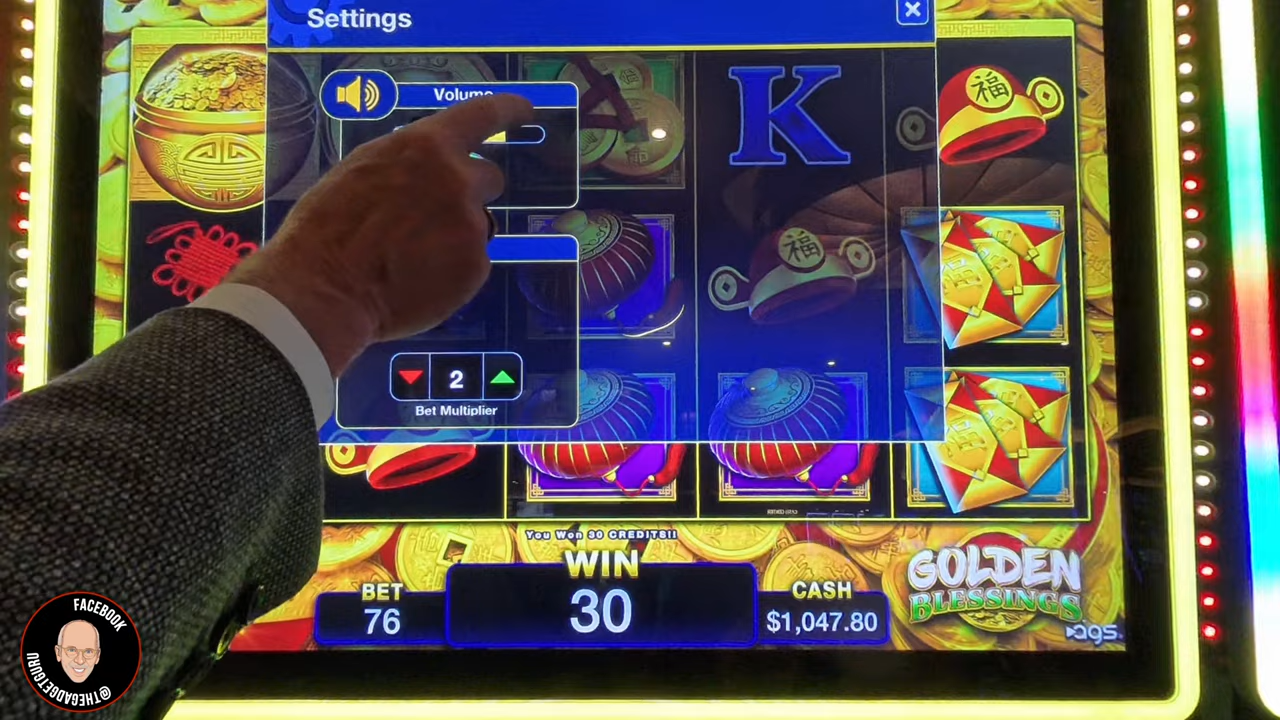 Settings
Volume
K
福
福
2
Bet Multiplier
You Won 30 CREDITS!!
WIN
30
BET
76
CASH
$1,047.80
GOLDEN
BLESSINGS
ags
FACEBOOK
@THEGADGETGURU